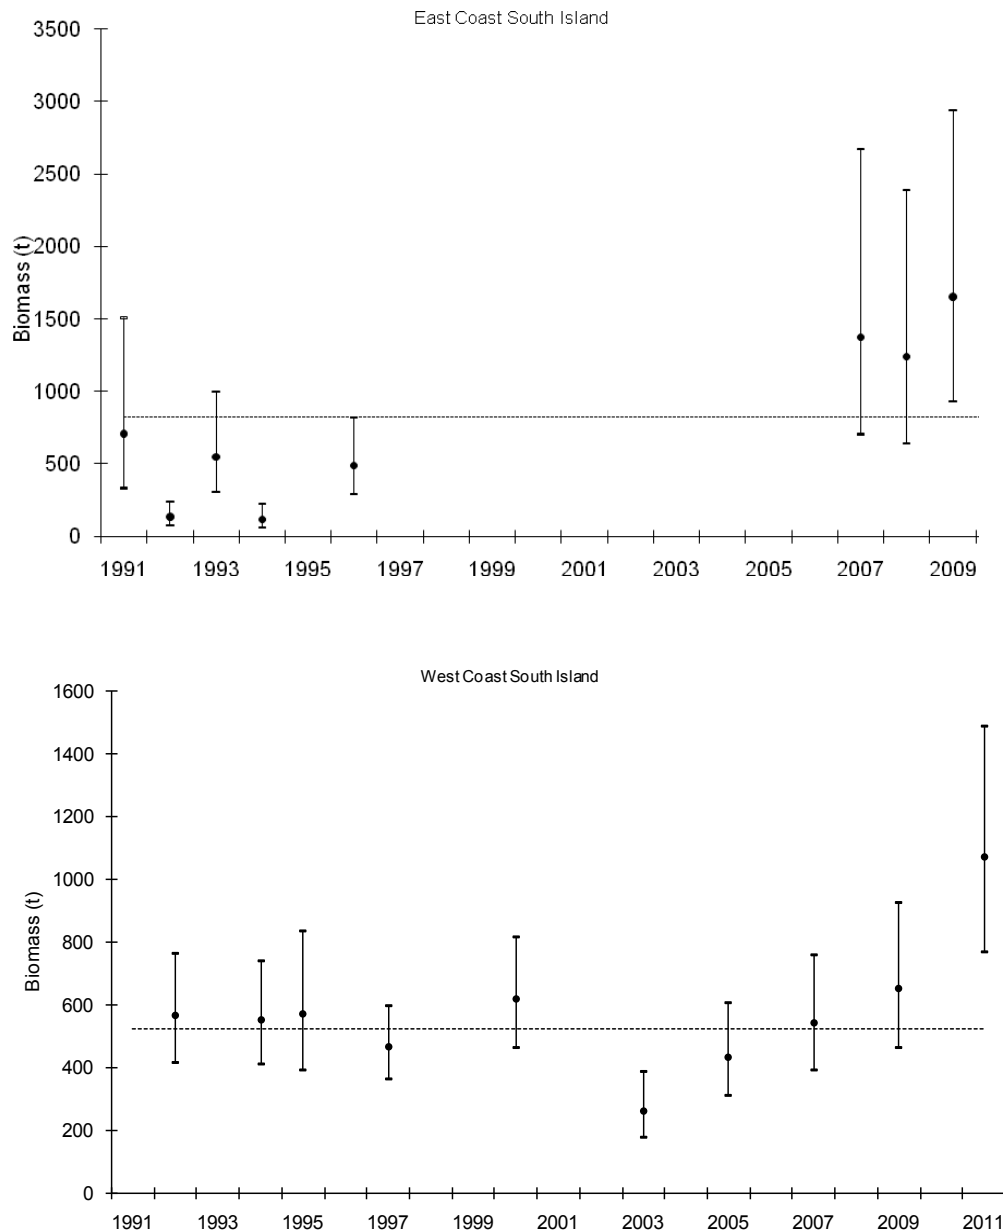 East Coast South Island
3500
3000
2500
2000
1500
1000
500
0
Biomass (t)
1991 1993 1995 1997 1999 2001 2003 2005 2007 2009
West Coast South Island
1600
1400
1200
1000
800
600
400
200
0
Biomass (t)
1991 1993 1995 1997 1999 2001 2003 2005 2007 2009 2011